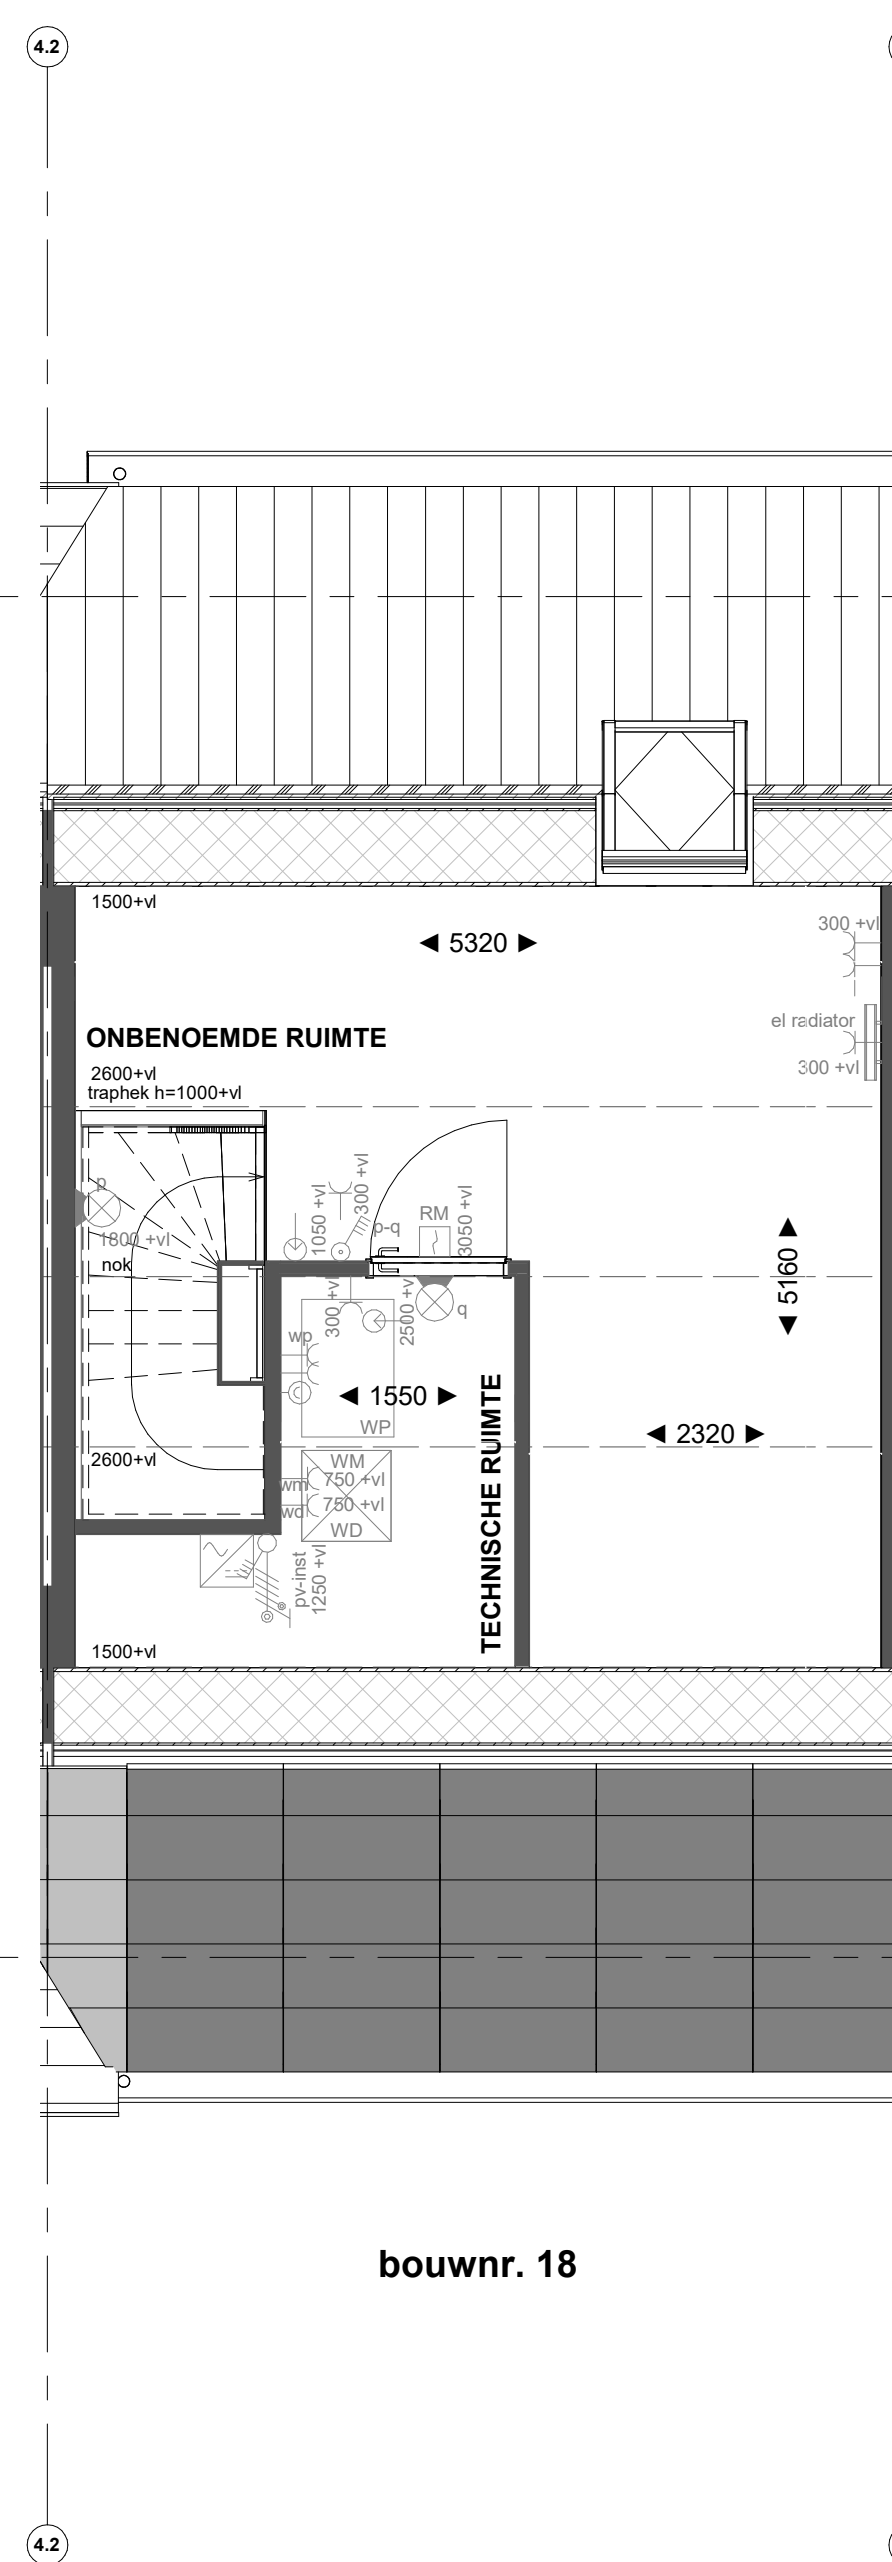 4.2
1500+vl
◄ 5320 ►
300 +vl
ONBENOEMDE RUIMTE
el radiator
300 +vl
2600+vl
traphek h=1000+vl
p
1800 +vl
nok
1050 +vl
300 +vl
p-q
RM
3050 +vl
◄ 5160 ►
300 +vl
2500 +vl
q
wp
◄ 1550 ►
WP
TECHNISCHE RUIMTE
◄ 2320 ►
2600+vl
WM
wm
750 +vl
wd
750 +vl
WD
pv-inst
1250 +vl
1500+vl
bouwnr. 18
4.2